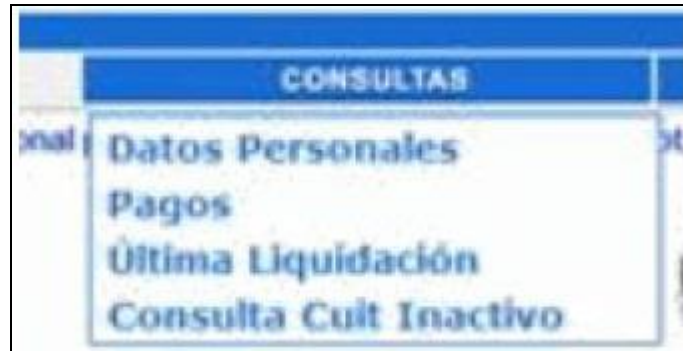 CONSULTAS
Datos Personales
Pagos
Última Liquidación
Consulta Cuit Inactivo